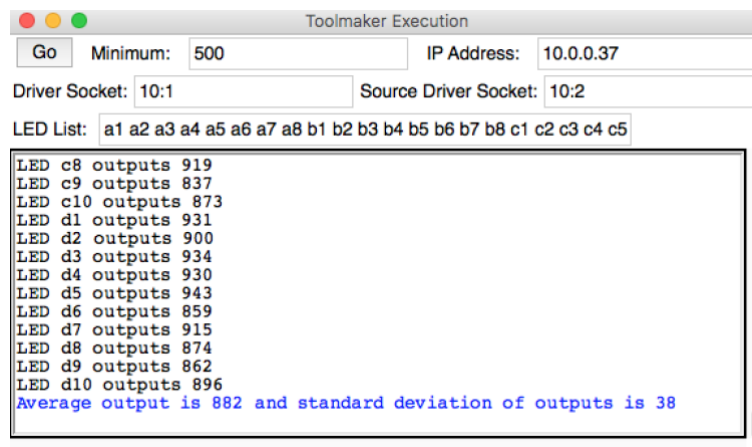 Toolmaker Execution
Go Minimum: 500 IP Address: 10.0.0.37
Driver Socket: 10:1 Source Driver Socket: 10:2
LED List: a1 a2 a3 a4 a5 a6 a7 a8 b1 b2 b3 b4 b5 b6 b7 b8 c1 c2 c3 c4 c5
LED c8 outputs 919
LED c9 outputs 837
LED c10 outputs 873
LED d1 outputs 931
LED d2 outputs 900
LED d3 outputs 934
LED d4 outputs 930
LED d5 outputs 943
LED d6 outputs 859
LED d7 outputs 915
LED d8 outputs 874
LED d9 outputs 862
LED d10 outputs 896
Average output is 882 and standard deviation of outputs is 38